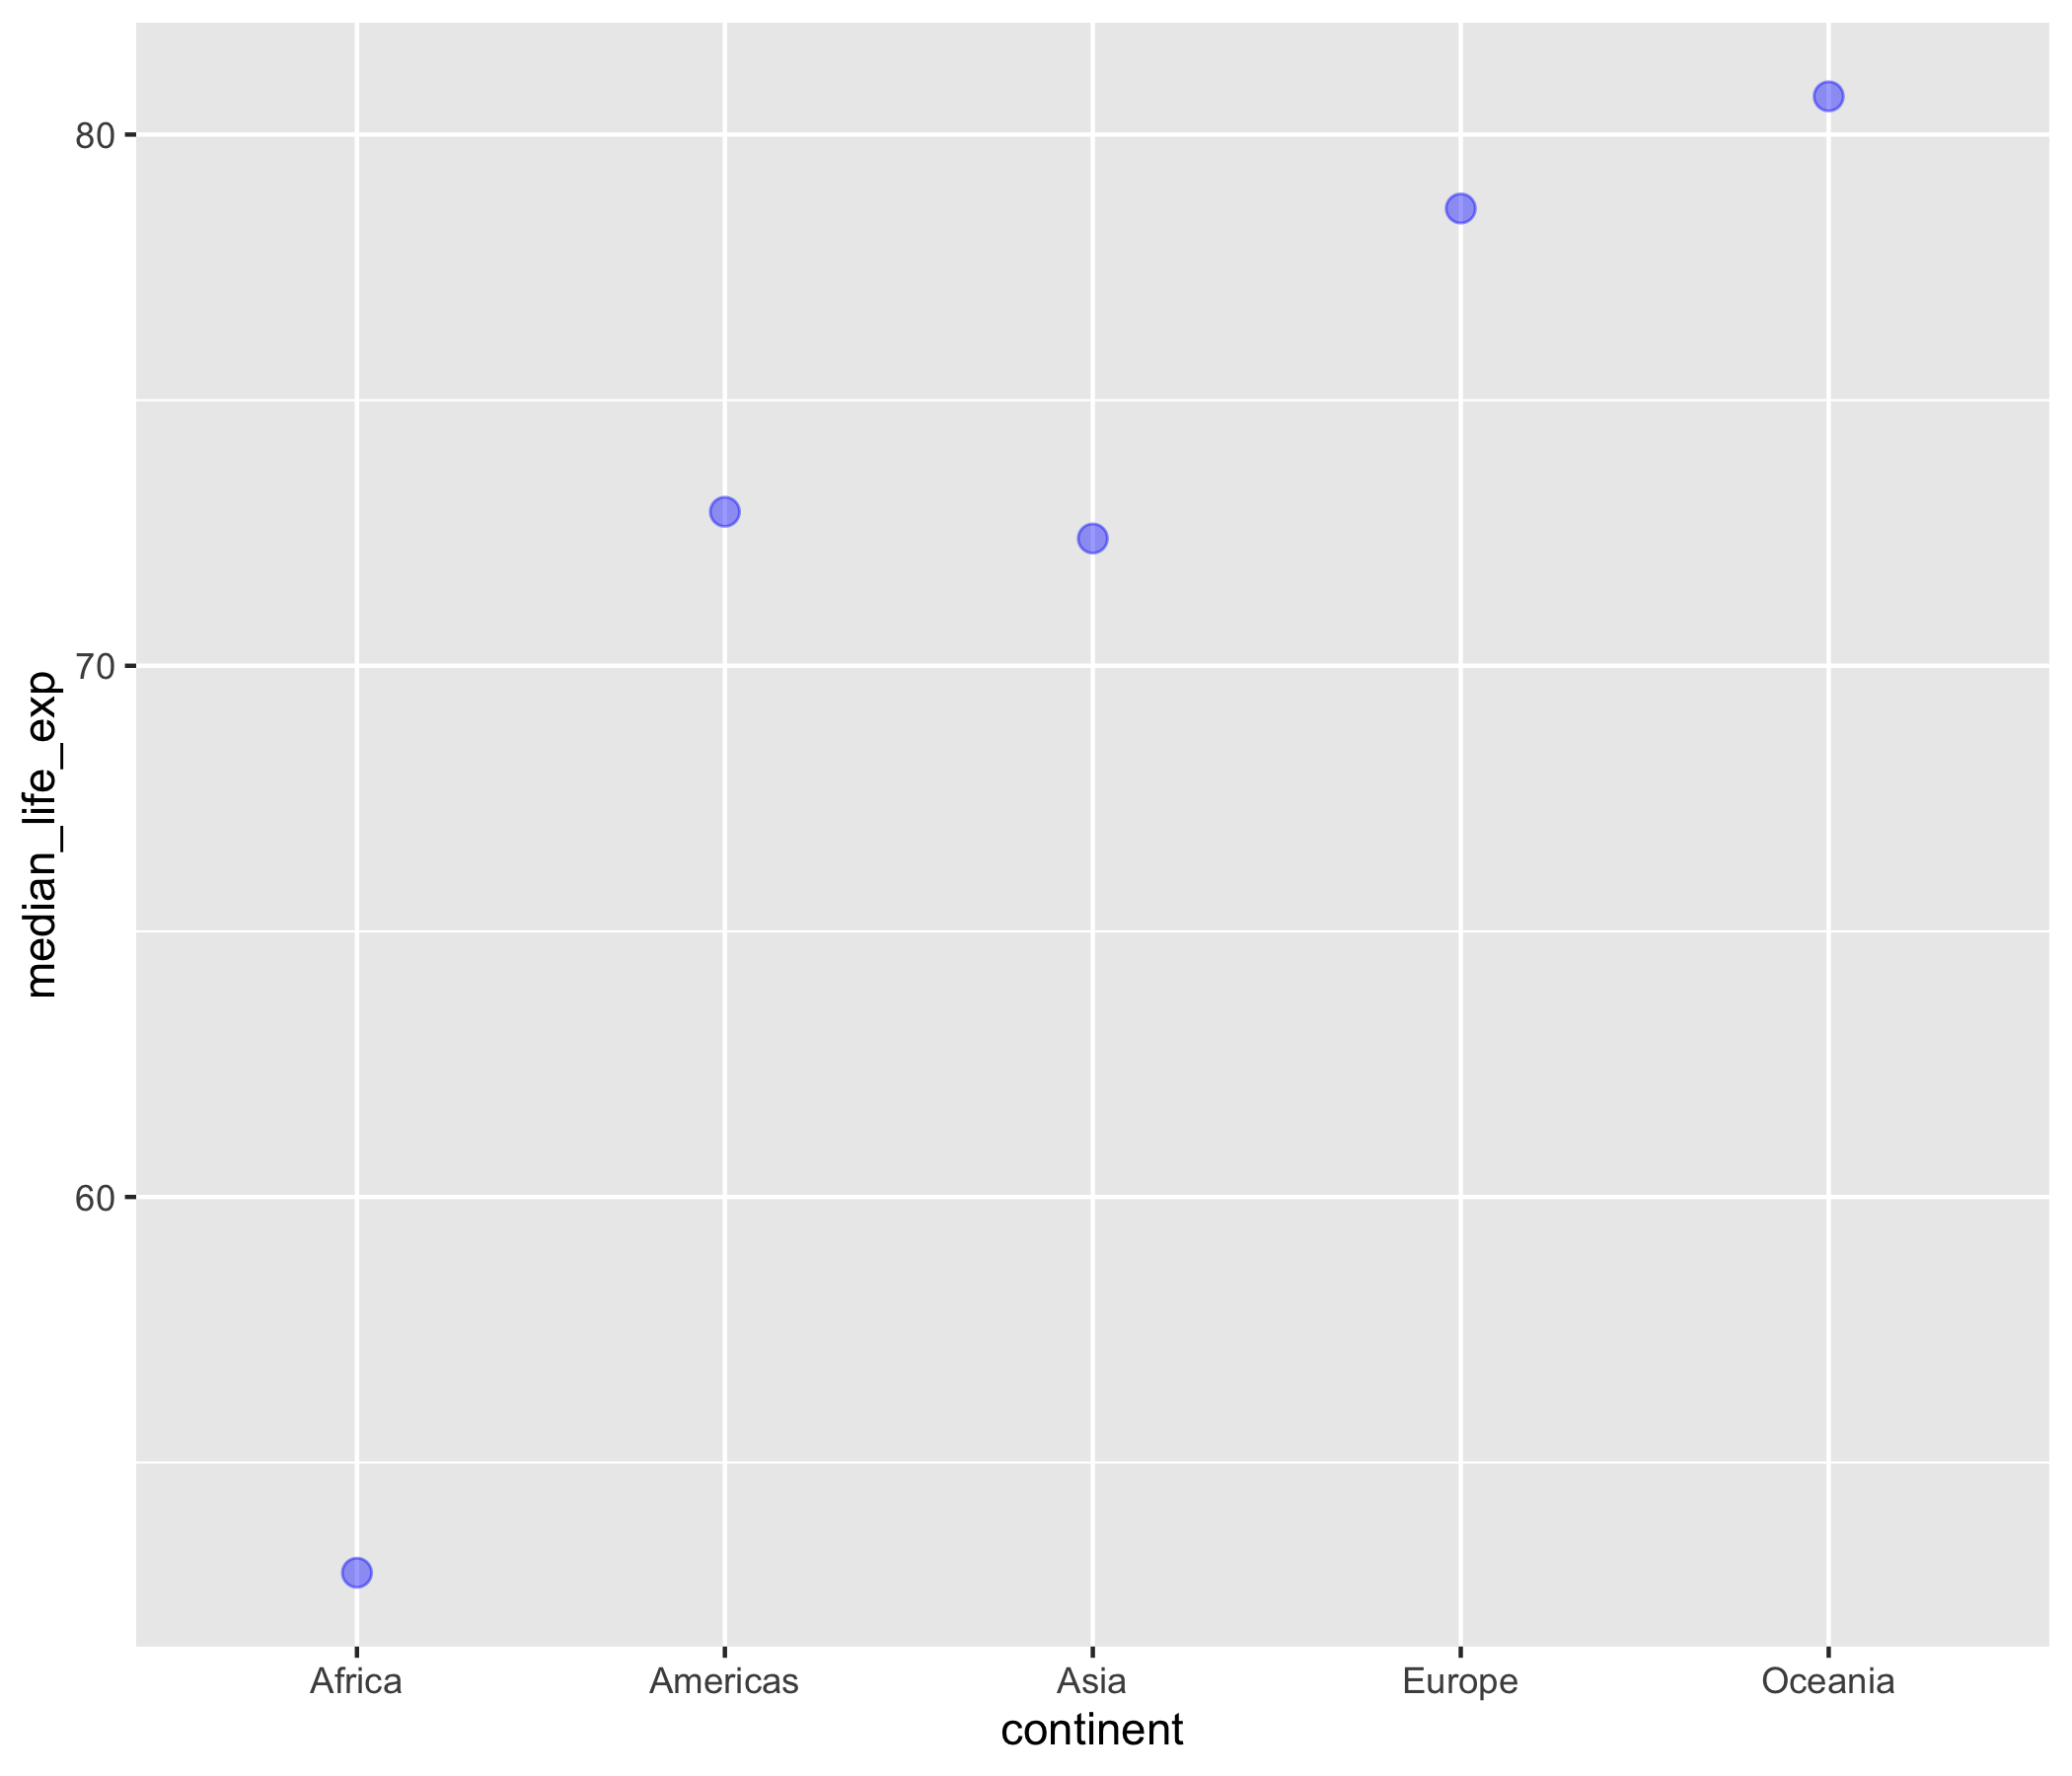 median_life_exp
80
70
60
Africa Americas Asia Europe Oceania
continent